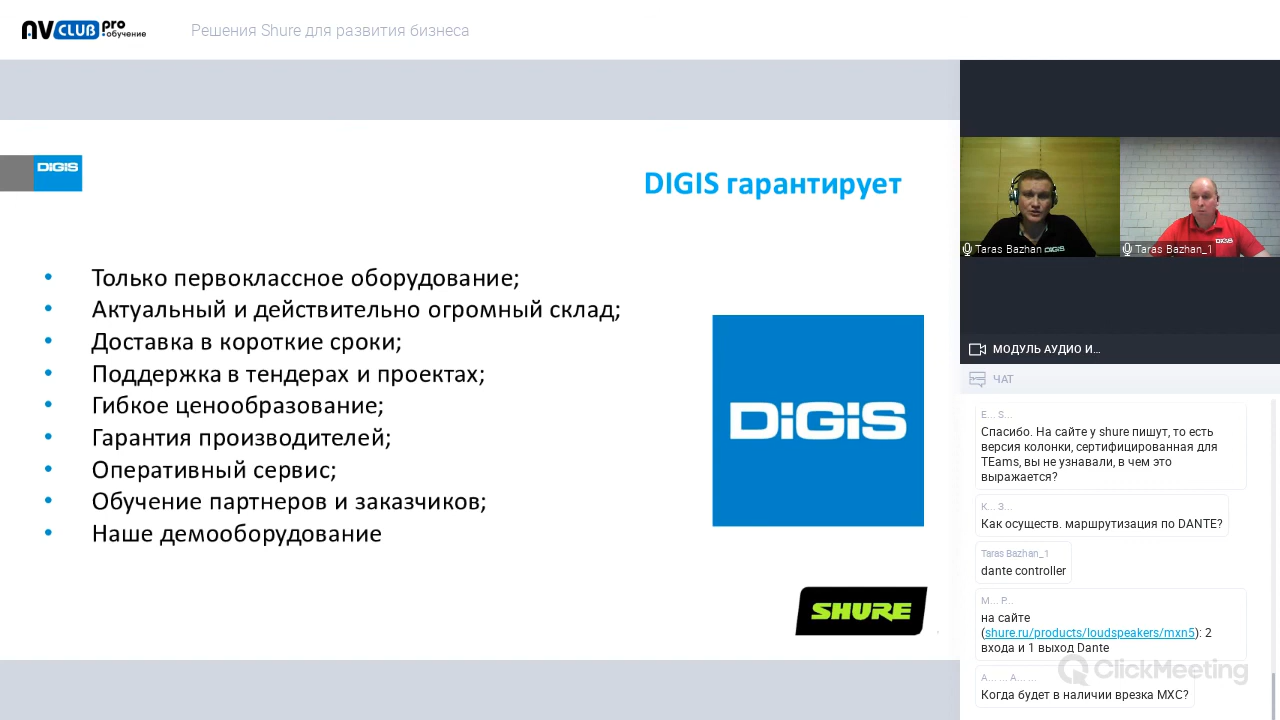 AVCLUB pro
•обучение
Решения Shure для развития бизнеса
DIGIS
DIGIS гарантирует
• Только первоклассное оборудование;
• Актуальный и действительно огромный склад;
• Доставка в короткие сроки;
• Поддержка в тендерах и проектах;
• Гибкое ценообразование;
• Гарантия производителей;
• Оперативный сервис;
• Обучение партнеров и заказчиков;
• Наше демооборудование
DIGIS
SHURE
DIGIS
DIGIS
Taras Bazhan
Taras Bazhan_1
МОДУЛЬ АУДИО И...
ЧАТ
E... S...
Спасибо. На сайте у shure пишут, то есть
версия колонки, сертифицированная для
TEams, вы не узнавали, в чем это
выражается?
К... З...
Как осуществ. маршрутизация по DANTE?
Taras Bazhan_1
dante controller
М... Р...
на сайте
(shure.ru/products/loudspeakers/mxn5): 2
входа и 1 выход Dante
А... ... А... ...
Когда будет в наличии врезка MXC?
ClickMeeting